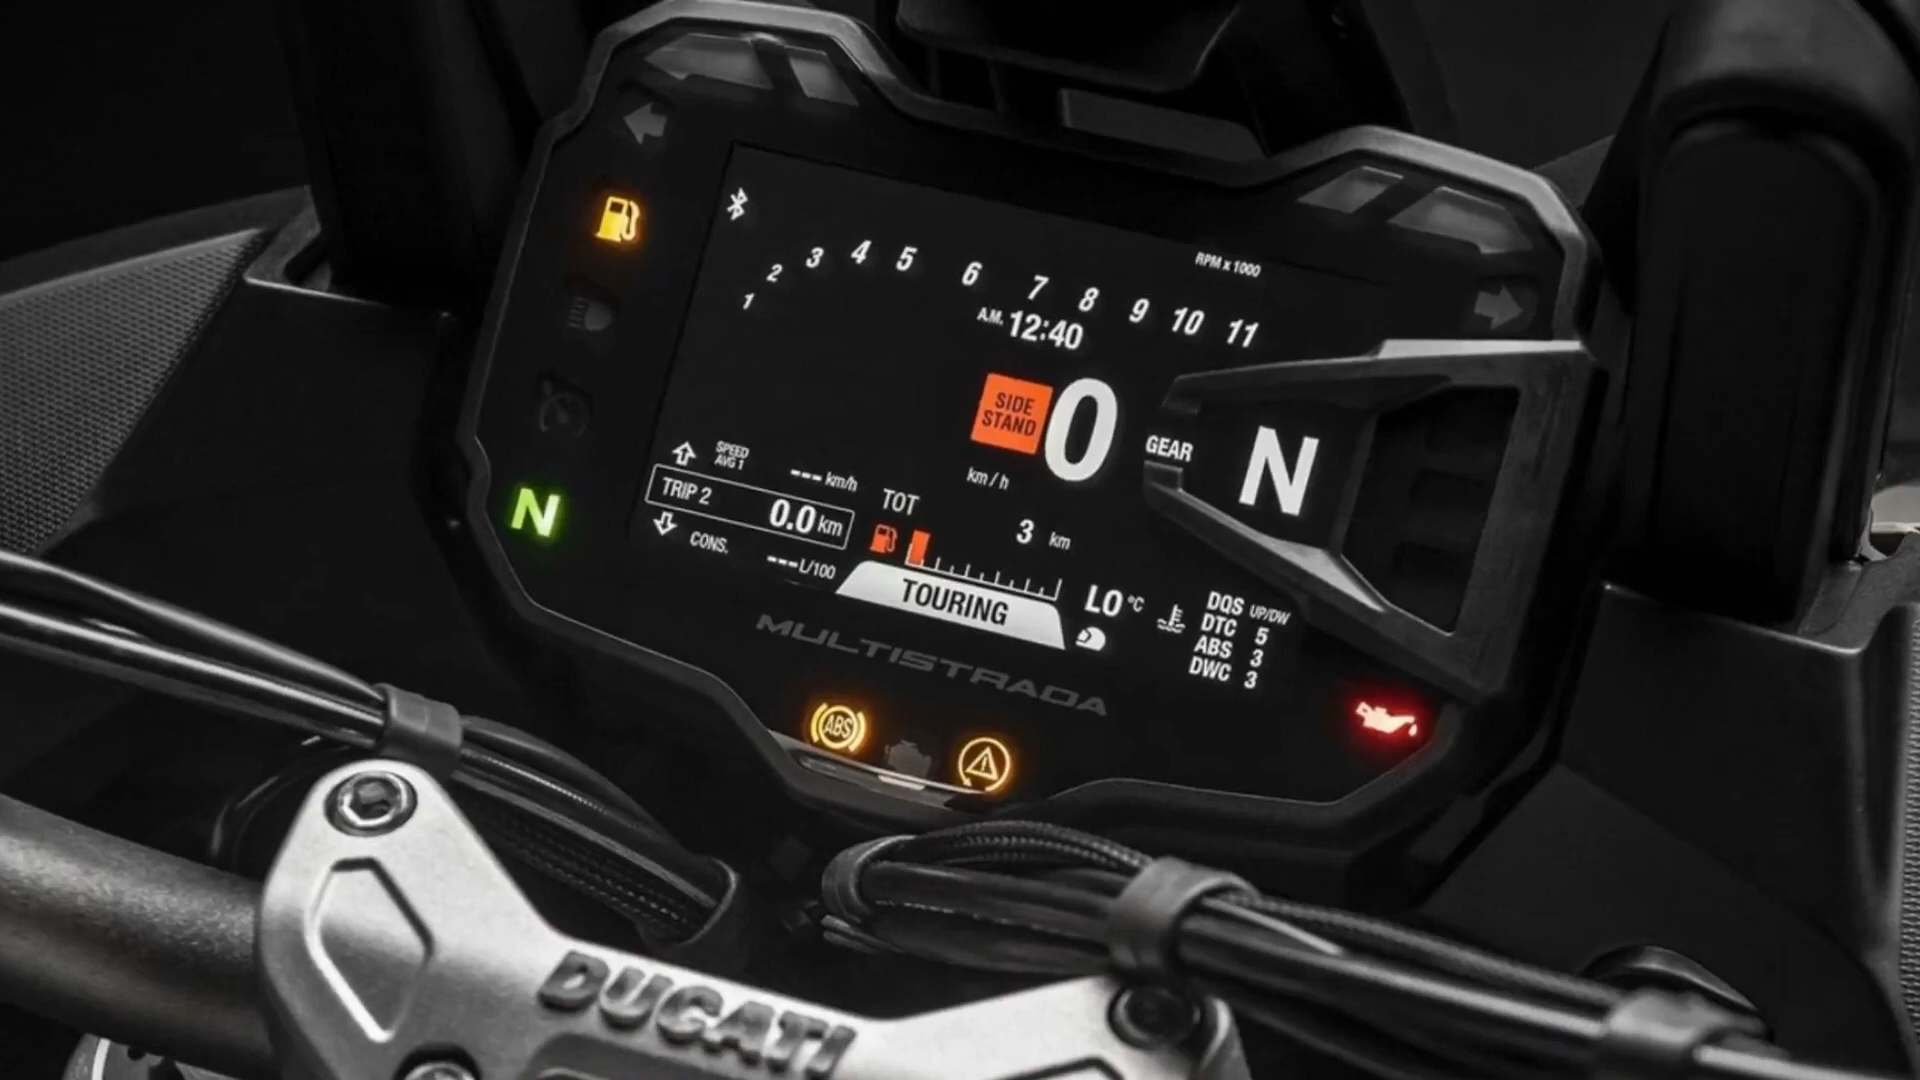 RPM x 1000
1 2 3 4 5 6 7 8 9 10 11
A.M. 12:40
SIDE
STAND
0
km/h
GEAR N
SPEED
AVG 1
--- km/h
TRIP 2 0.0 km
CONS.
---L/100
TOT
3 km
TOURING
LO °C
DQS UP/DW
DTC 5
ABS 3
DWC 3
N
MULTISTRADA
ABS
DUCATI